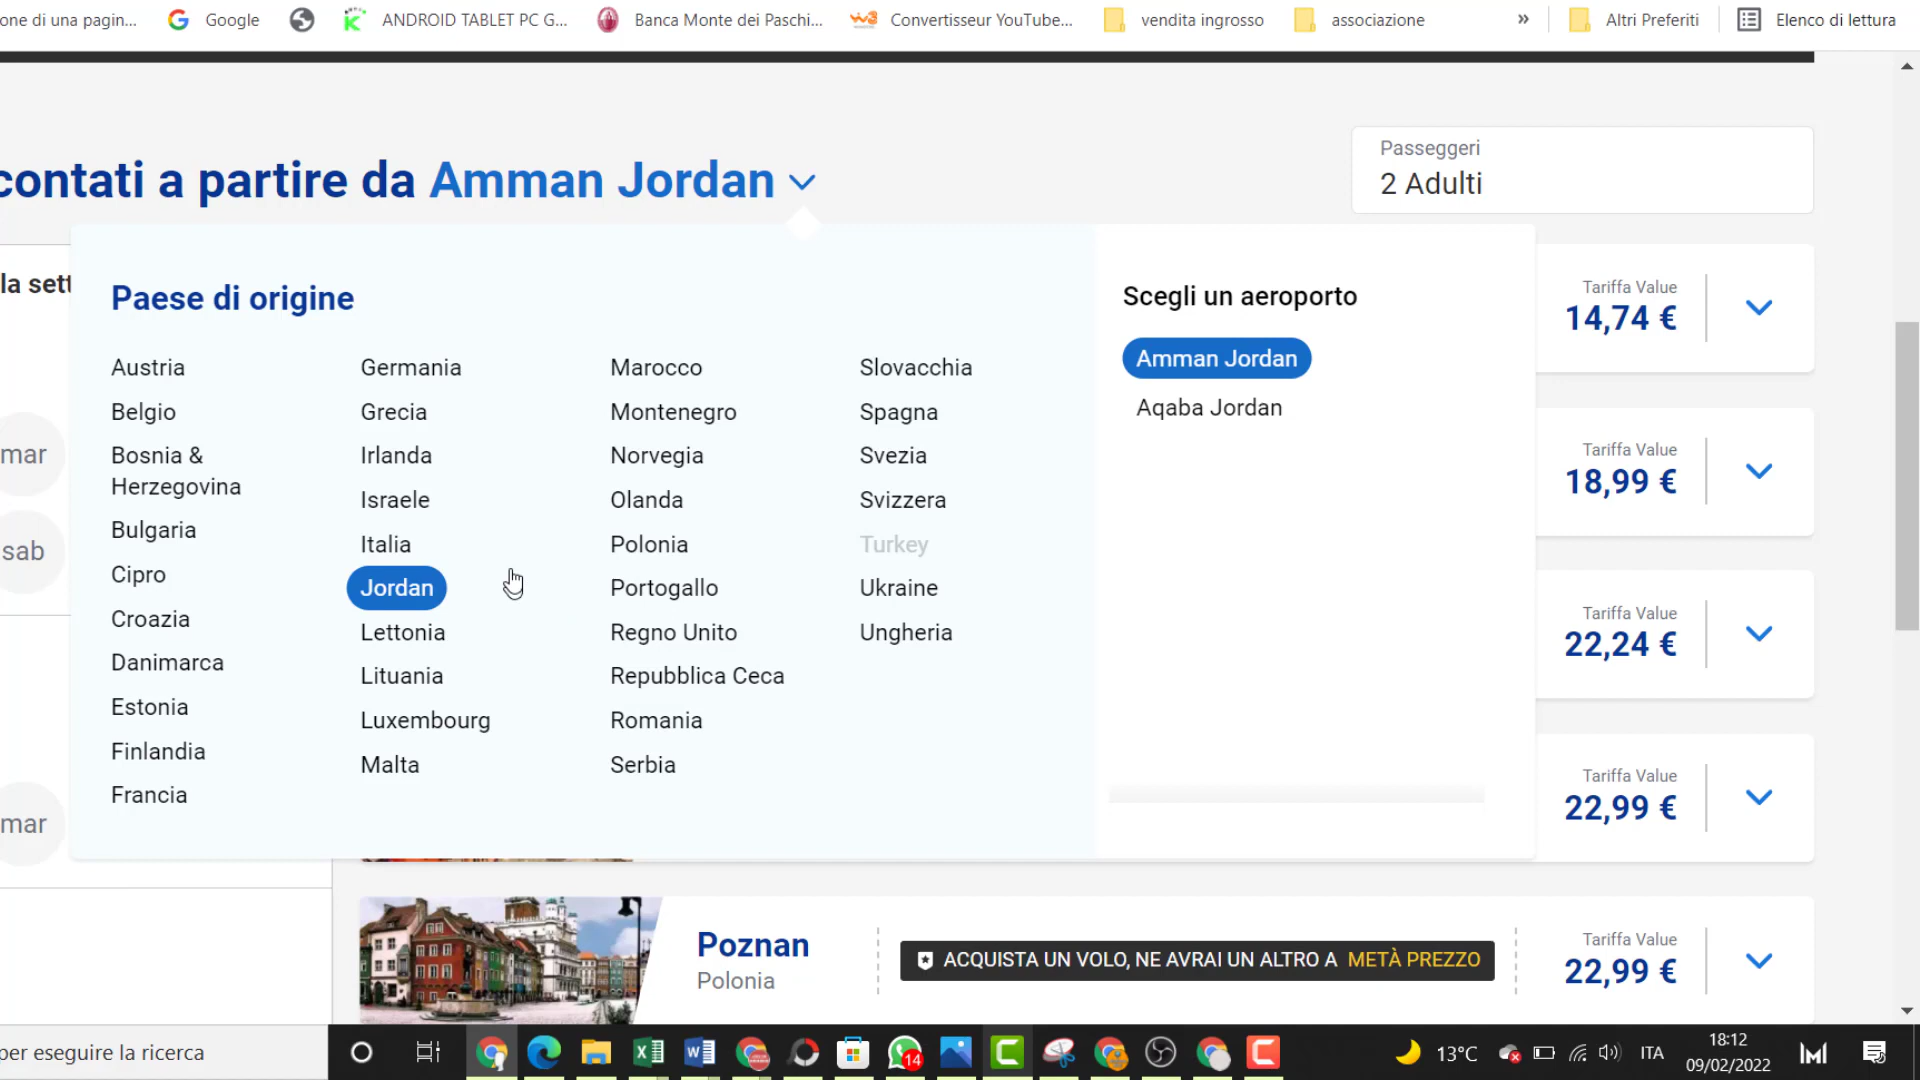 one di una pagin...
Google
ANDROID TABLET PC G...
Banca Monte dei Paschi...
Convertisseur YouTube...
vendita ingrosso
associazione
»
Altri Preferiti
Elenco di lettura
contati a partire da Amman Jordan
Passeggeri
2 Adulti
la sett
mar
sab
mar
Paese di origine
Austria
Belgio
Bosnia &
Herzegovina
Bulgaria
Cipro
Croazia
Danimarca
Estonia
Finlandia
Francia
Germania
Grecia
Irlanda
Israele
Italia
Jordan
Lettonia
Lituania
Luxembourg
Malta
Marocco
Montenegro
Norvegia
Olanda
Polonia
Portogallo
Regno Unito
Repubblica Ceca
Romania
Serbia
Slovacchia
Spagna
Svezia
Svizzera
Turkey
Ukraine
Ungheria
Scegli un aeroporto
Amman Jordan
Aqaba Jordan
Tariffa Value
14,74 €
Tariffa Value
18,99 €
Tariffa Value
22,24 €
Tariffa Value
22,99 €
Poznan
Polonia
ACQUISTA UN VOLO, NE AVRAI UN ALTRO A METÀ PREZZO
Tariffa Value
22,99 €
per eseguire la ricerca
14
13°C
ITA
18:12
09/02/2022